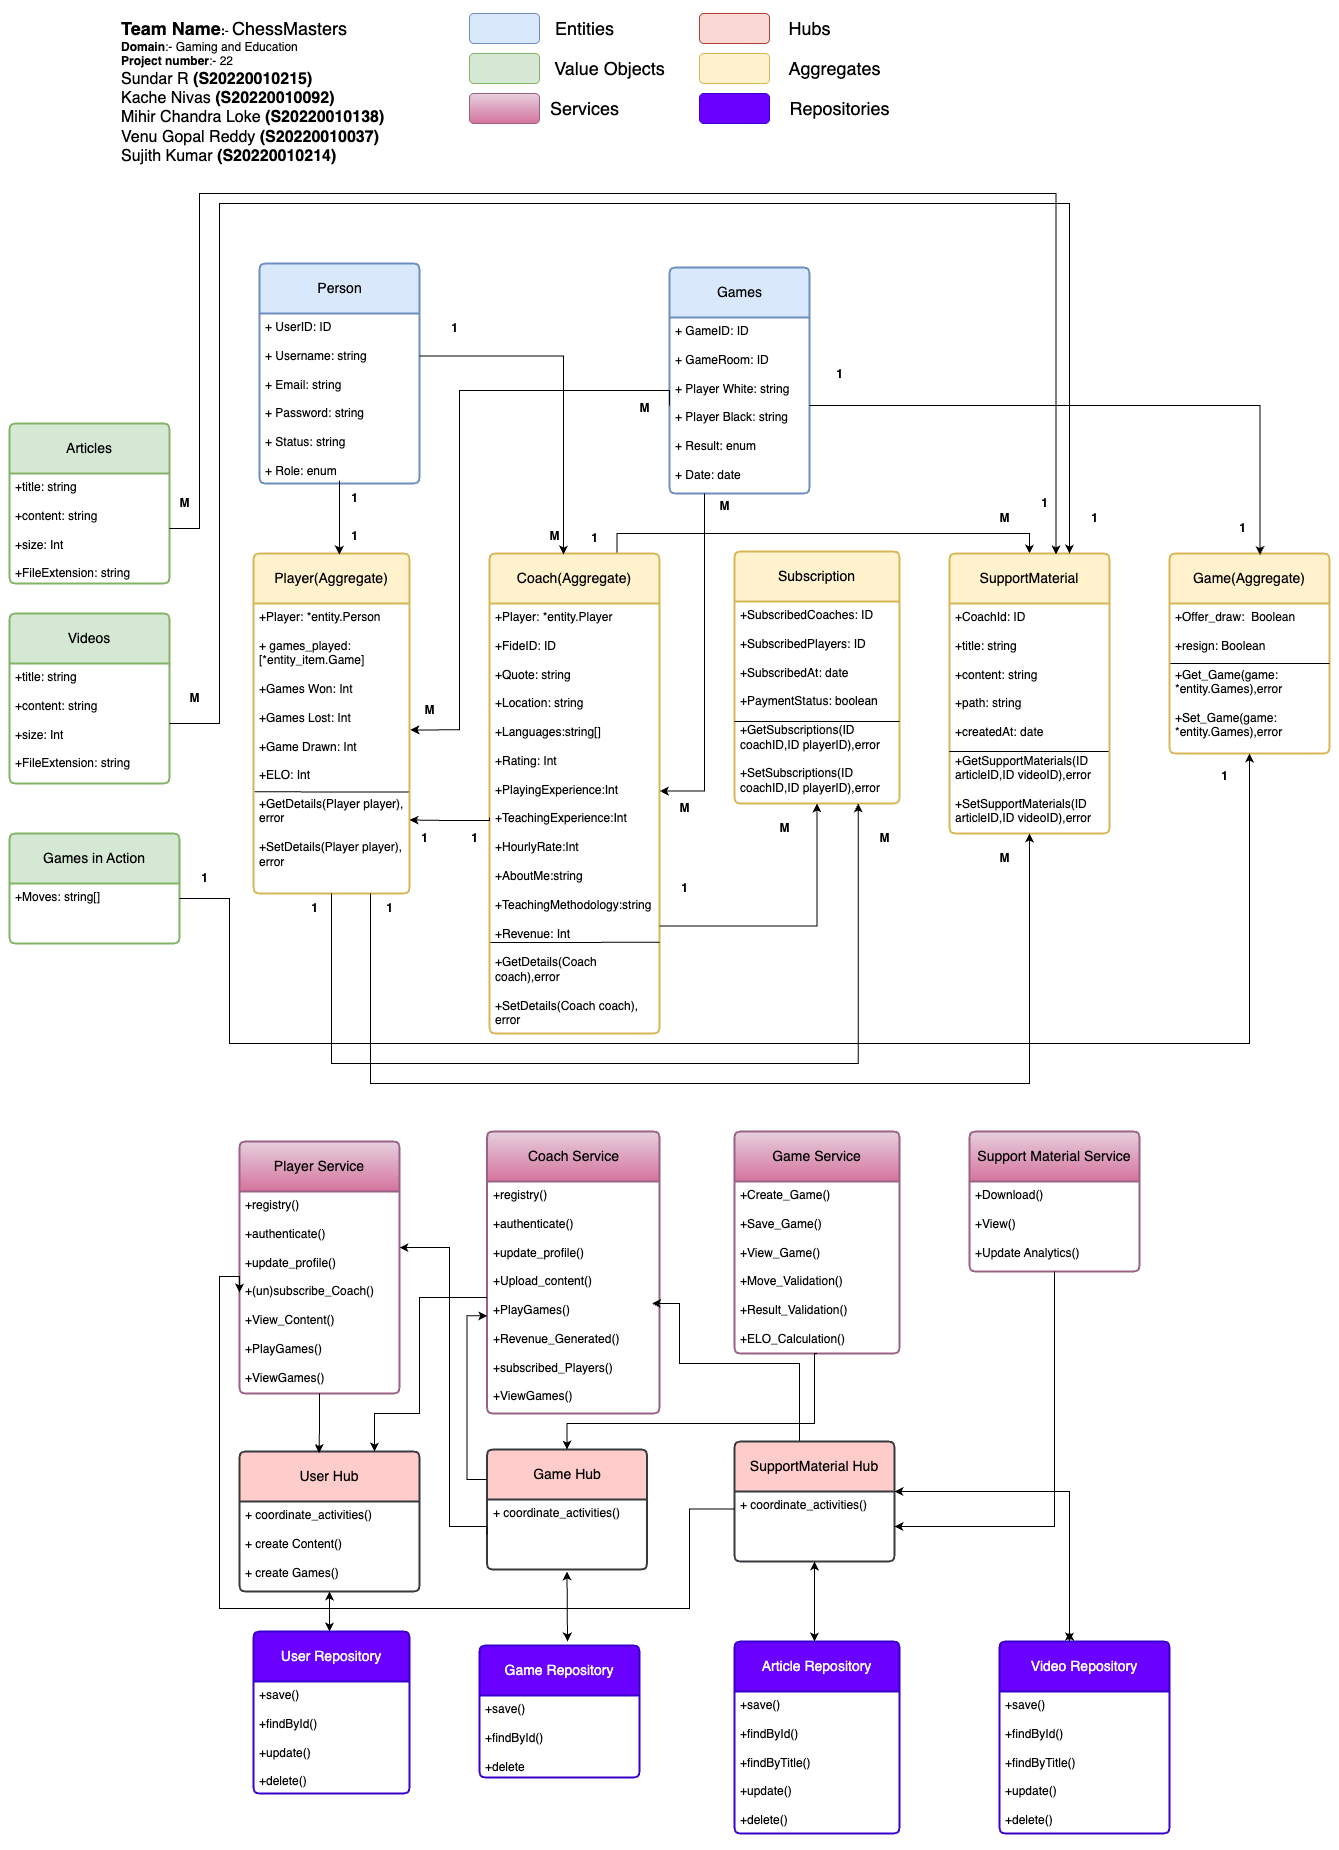 Team Name:- ChessMasters
Domain:- Gaming and Education
Project number:- 22
Sundar R (S20220010215)
Kache Nivas (S20220010092)
Mihir Chandra Loke (S20220010138)
Venu Gopal Reddy (S20220010037)
Sujith Kumar (S20220010214)
Entities
Hubs
Value Objects
Aggregates
Services
Repositories
Person
+ UserID: ID
+ Username: string
+ Email: string
+ Password: string
+ Status: string
+ Role: enum
1
1
1
M
Games
+ GameID: ID
+ GameRoom: ID
+ Player White: string
+ Player Black: string
+ Result: enum
+ Date: date
M
M
1
1
Articles
+title: string
+content: string
+size: Int
+FileExtension: string
M
1
Videos
+title: string
+content: string
+size: Int
+FileExtension: string
M
1
Games in Action
+Moves: string[]
1
1
Player(Aggregate)
+Player: *entity.Person
+ games_played:
[*entity_item.Game]
+Games Won: Int
+Games Lost: Int
+Game Drawn: Int
+ELO: Int
+GetDetails(Player player),
error
+SetDetails(Player player),
error
M
1
1
1
1
Coach(Aggregate)
+Player: *entity.Player
+FideID: ID
+Quote: string
+Location: string
+Languages:string[]
+Rating: Int
+PlayingExperience:Int
+TeachingExperience:Int
+HourlyRate:Int
+AboutMe:string
+TeachingMethodology:string
+Revenue: Int
+GetDetails(Coach
coach),error
+SetDetails(Coach coach),
error
1
M
M
1
Subscription
+SubscribedCoaches: ID
+SubscribedPlayers: ID
+SubscribedAt: date
+PaymentStatus: boolean
+GetSubscriptions(ID
coachID,ID playerID),error
+SetSubscriptions(ID
coachID,ID playerID),error
M
M
SupportMaterial
+CoachId: ID
+title: string
+content: string
+path: string
+createdAt: date
+GetSupportMaterials(ID
articleID,ID videoID),error
+SetSupportMaterials(ID
articleID,ID videoID),error
M
Game(Aggregate)
+Offer_draw:  Boolean
+resign: Boolean
+Get_Game(game:
*entity.Games),error
+Set_Game(game:
*entity.Games),error
Player Service
+registry()
+authenticate()
+update_profile()
+(un)subscribe_Coach()
+View_Content()
+PlayGames()
+ViewGames()
Coach Service
+registry()
+authenticate()
+update_profile()
+Upload_content()
+PlayGames()
+Revenue_Generated()
+subscribed_Players()
+ViewGames()
Game Service
+Create_Game()
+Save_Game()
+View_Game()
+Move_Validation()
+Result_Validation()
+ELO_Calculation()
Support Material Service
+Download()
+View()
+Update Analytics()
User Hub
+ coordinate_activities()
+ create Content()
+ create Games()
Game Hub
+ coordinate_activities()
SupportMaterial Hub
+ coordinate_activities()
User Repository
+save()
+findById()
+update()
+delete()
Game Repository
+save()
+findById()
+delete
Article Repository
+save()
+findById()
+findByTitle()
+update()
+delete()
Video Repository
+save()
+findById()
+findByTitle()
+update()
+delete()